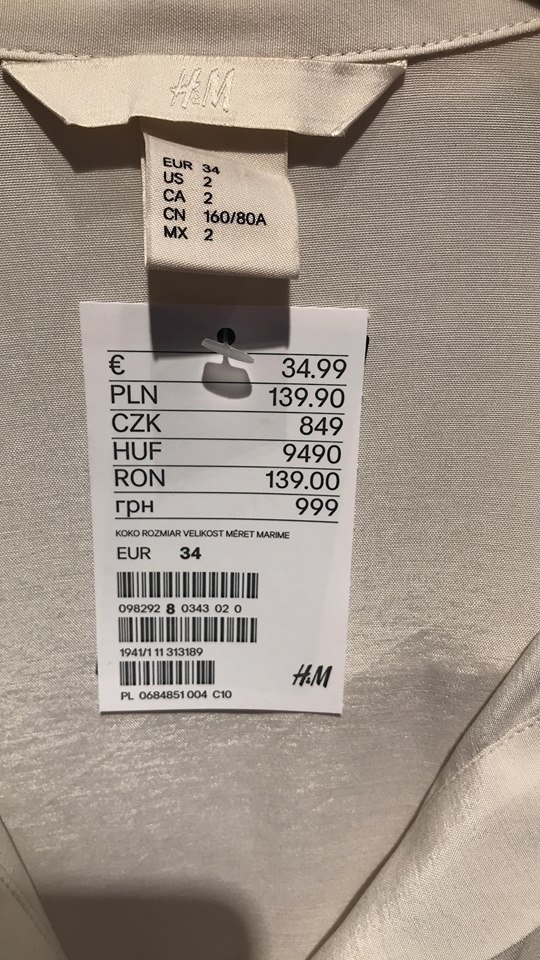 H&M
EUR 34
US 2
CA 2
CN 160/80A
MX 2
€ 34.99
PLN 139.90
CZK 849
HUF 9490
RON 139.00
грн 999
KOKO ROZMIAR VELIKOST MÉRET MARIME
EUR 34
098292 8 0343 02 0
1941/1 11 313189
H&M
PL 0684851 004 C10